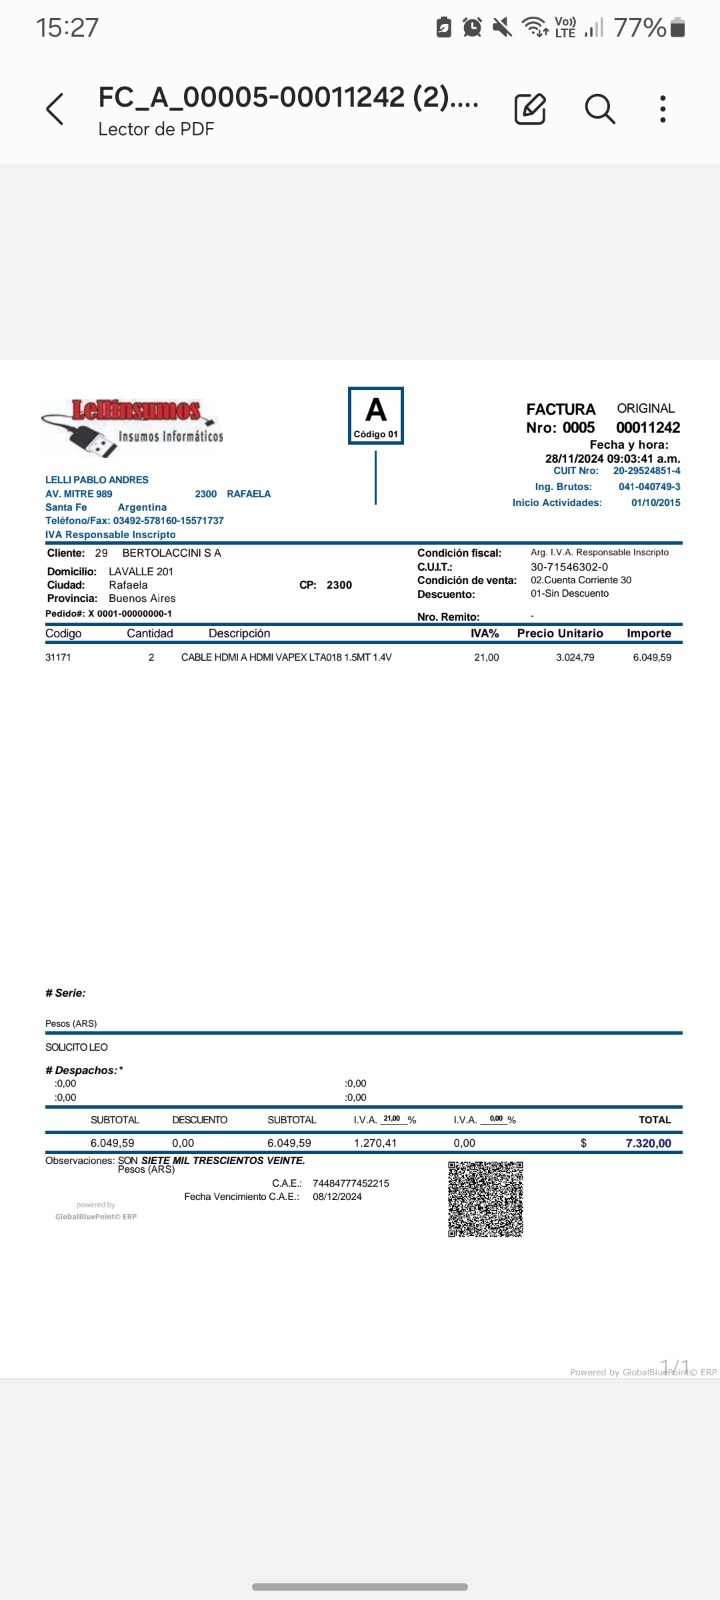 15:27 Vo)) LTE 77%
FC_A_00005-00011242 (2)....
Lector de PDF
Lellinsumos
Insumos Informáticos
A
Código 01
FACTURA ORIGINAL
Nro: 0005 00011242
Fecha y hora:
28/11/2024 09:03:41 a.m.
CUIT Nro: 20-29524851-4
Ing. Brutos: 041-040749-3
Inicio Actividades: 01/10/2015
LELLI PABLO ANDRES
AV. MITRE 989 2300 RAFAELA
Santa Fe Argentina
Teléfono/Fax: 03492-578160-15571737
IVA Responsable Inscripto
Cliente: 29 BERTOLACCINI S A
Domicilio: LAVALLE 201
Ciudad: Rafaela CP: 2300
Provincia: Buenos Aires
Pedido#: X 0001-00000000-1
Condición fiscal: Arg. I.V.A. Responsable Inscripto
C.U.I.T.: 30-71546302-0
Condición de venta: 02.Cuenta Corriente 30
Descuento: 01-Sin Descuento
Nro. Remito: -
Codigo Cantidad Descripción IVA% Precio Unitario Importe
31171 2 CABLE HDMI A HDMI VAPEX LTA018 1.5MT 1.4V 21,00 3.024,79 6.049,59
# Serie:
Pesos (ARS)
SOLICITO LEO
# Despachos:*
:0,00 :0,00
:0,00 :0,00
SUBTOTAL DESCUENTO SUBTOTAL I.V.A. 21,00 % I.V.A. 0,00 % TOTAL
6.049,59 0,00 6.049,59 1.270,41 0,00 $ 7.320,00
Observaciones: SON SIETE MIL TRESCIENTOS VEINTE.
Pesos (ARS)
C.A.E.: 74484777452215
Fecha Vencimiento C.A.E.: 08/12/2024
powered by
GlobalBluePoint© ERP
1/1
Powered by GlobalBluePoint© ERP